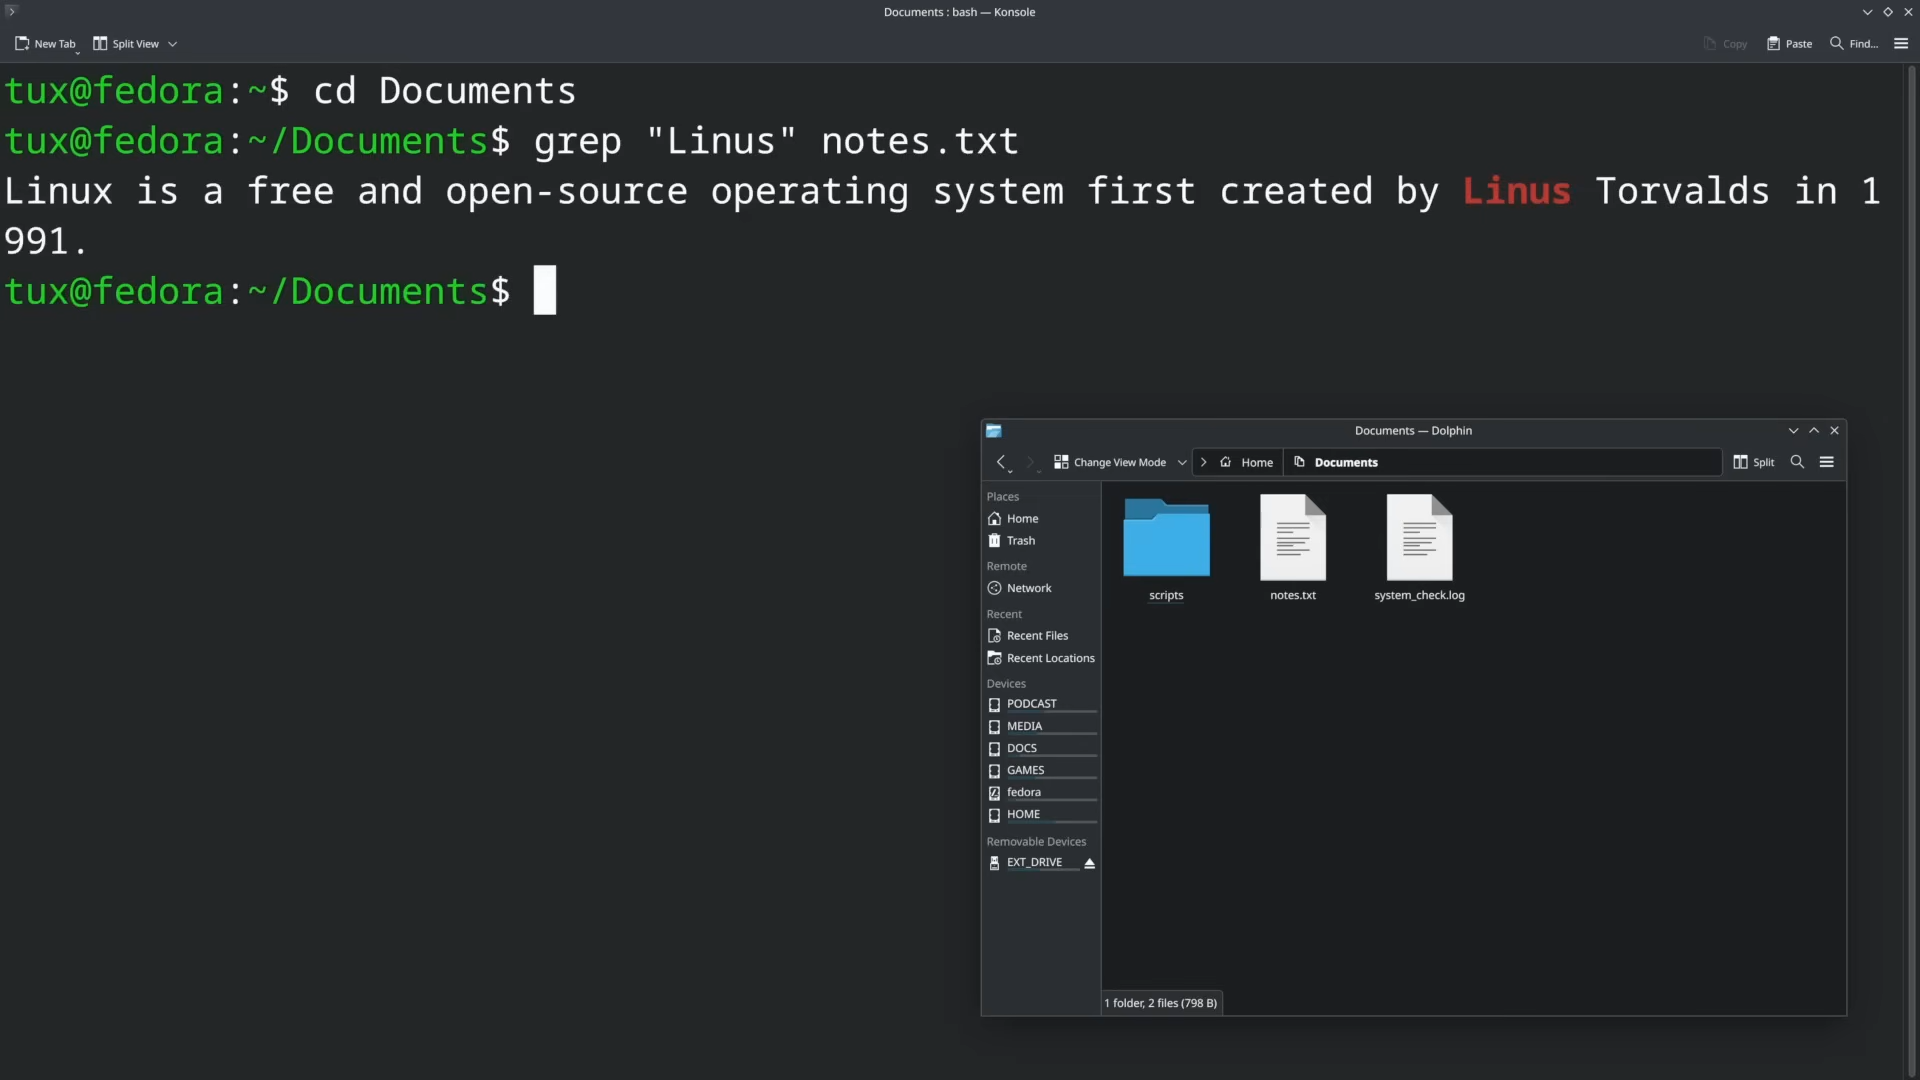 Documents : bash — Konsole
New Tab Split View Copy Paste Find...
tux@fedora:~$ cd Documents
tux@fedora:~/Documents$ grep "Linus" notes.txt
Linux is a free and open-source operating system first created by Linus Torvalds in 1
991.
tux@fedora:~/Documents$
Documents — Dolphin
Change View Mode Home Documents Split
Places
Home
Trash
Remote
Network
Recent
Recent Files
Recent Locations
Devices
PODCAST
MEDIA
DOCS
GAMES
fedora
HOME
Removable Devices
EXT_DRIVE
scripts notes.txt system_check.log
1 folder, 2 files (798 B)